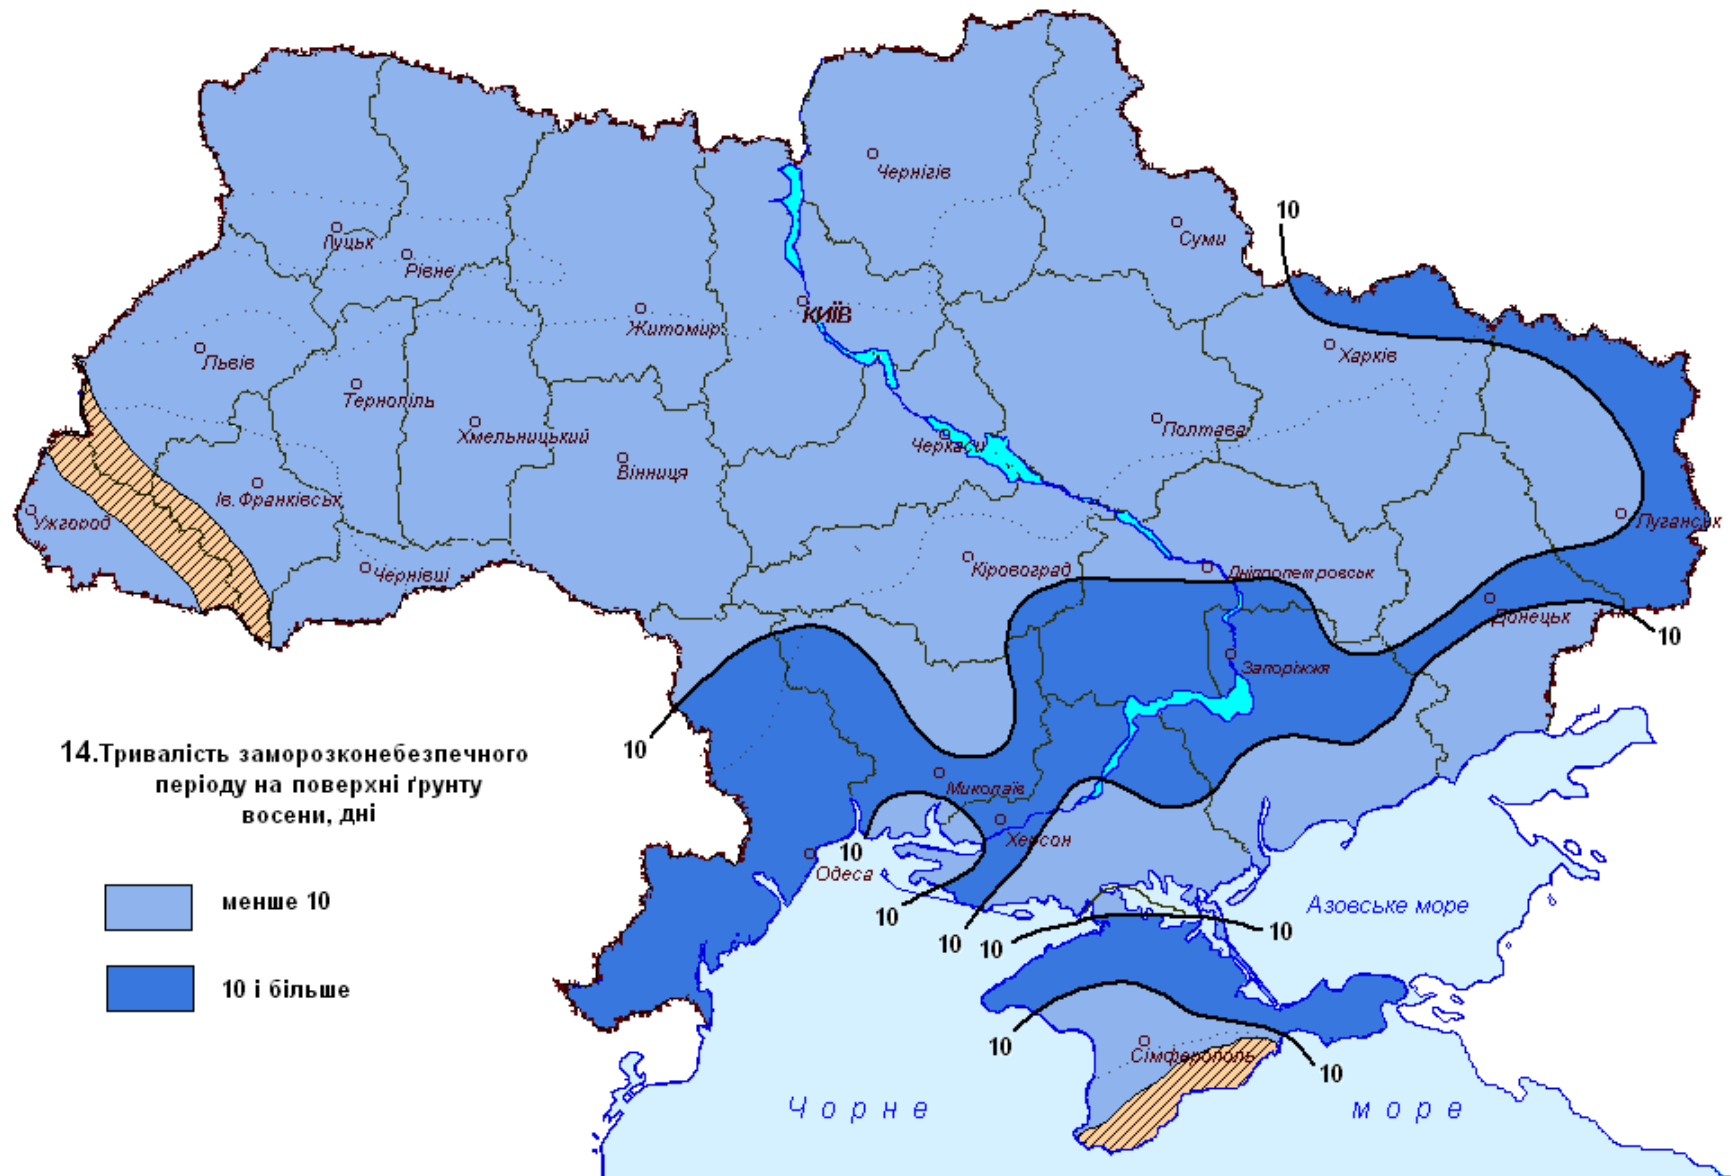 10
Чернігів
Суми
Луцьк
Рівне
Житомир
КИЇВ
Харків
Львів
Тернопіль
Хмельницький
Полтава
Черкаси
Вінниця
Ів.Франківськ
Ужгород
Луганськ
Чернівці
Кіровоград
Дніпропетровськ
Донецьк
10
Запоріжжя
10
14.Тривалість заморозконебезпечного
періоду на поверхні ґрунту
восени, дні
Миколаїв
Херсон
10
Одеса
менше 10
10
Азовське море
10
10
10
10 і більше
10
Сімферополь
10
Чорне
море